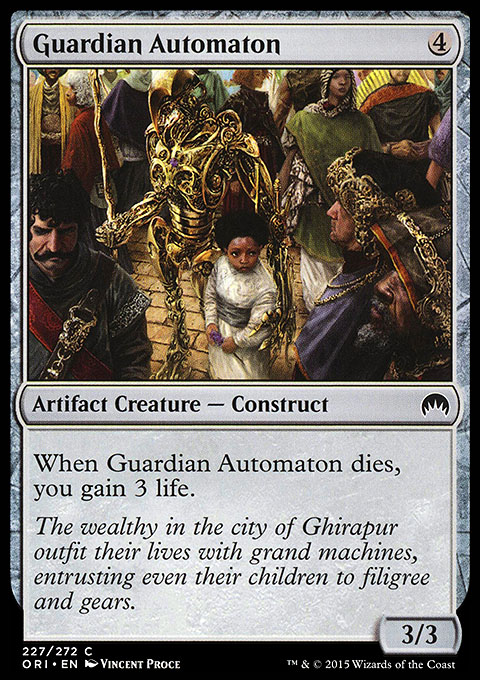 Guardian Automaton 4
Artifact Creature — Construct
When Guardian Automaton dies,
you gain 3 life.
The wealthy in the city of Ghirapur
outfit their lives with grand machines,
entrusting even their children to filigree
and gears.
3/3
227/272 C
ORI • EN Vincent Proce
™ & © 2015 Wizards of the Coast